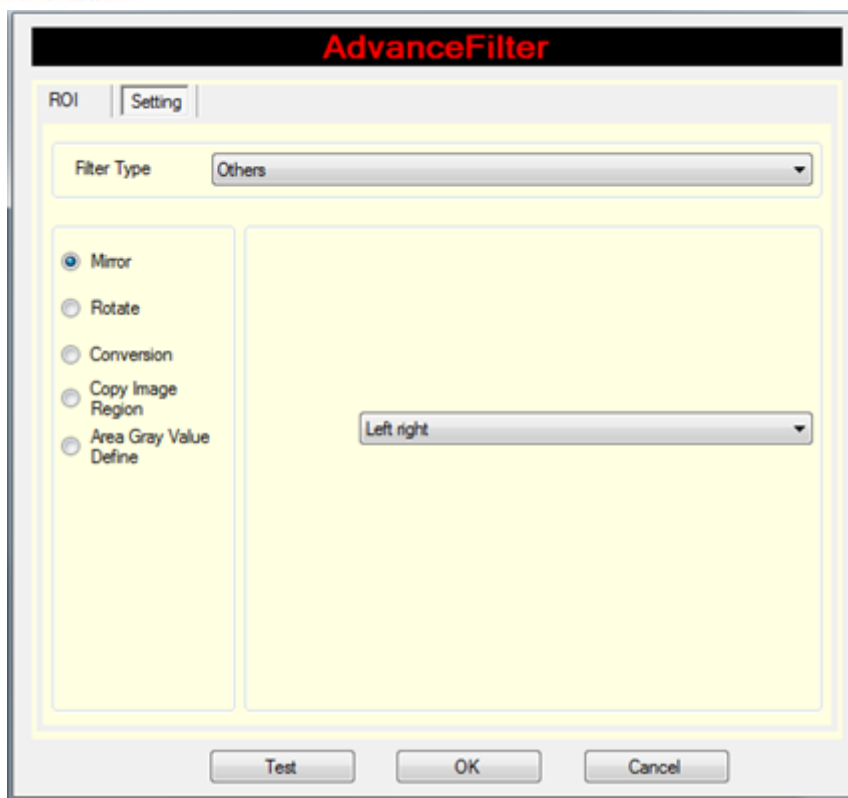 AdvanceFilter
ROI
Setting
Filter Type
Others
Mirror
Rotate
Conversion
Copy Image
Region
Area Gray Value
Define
Left right
Test
OK
Cancel